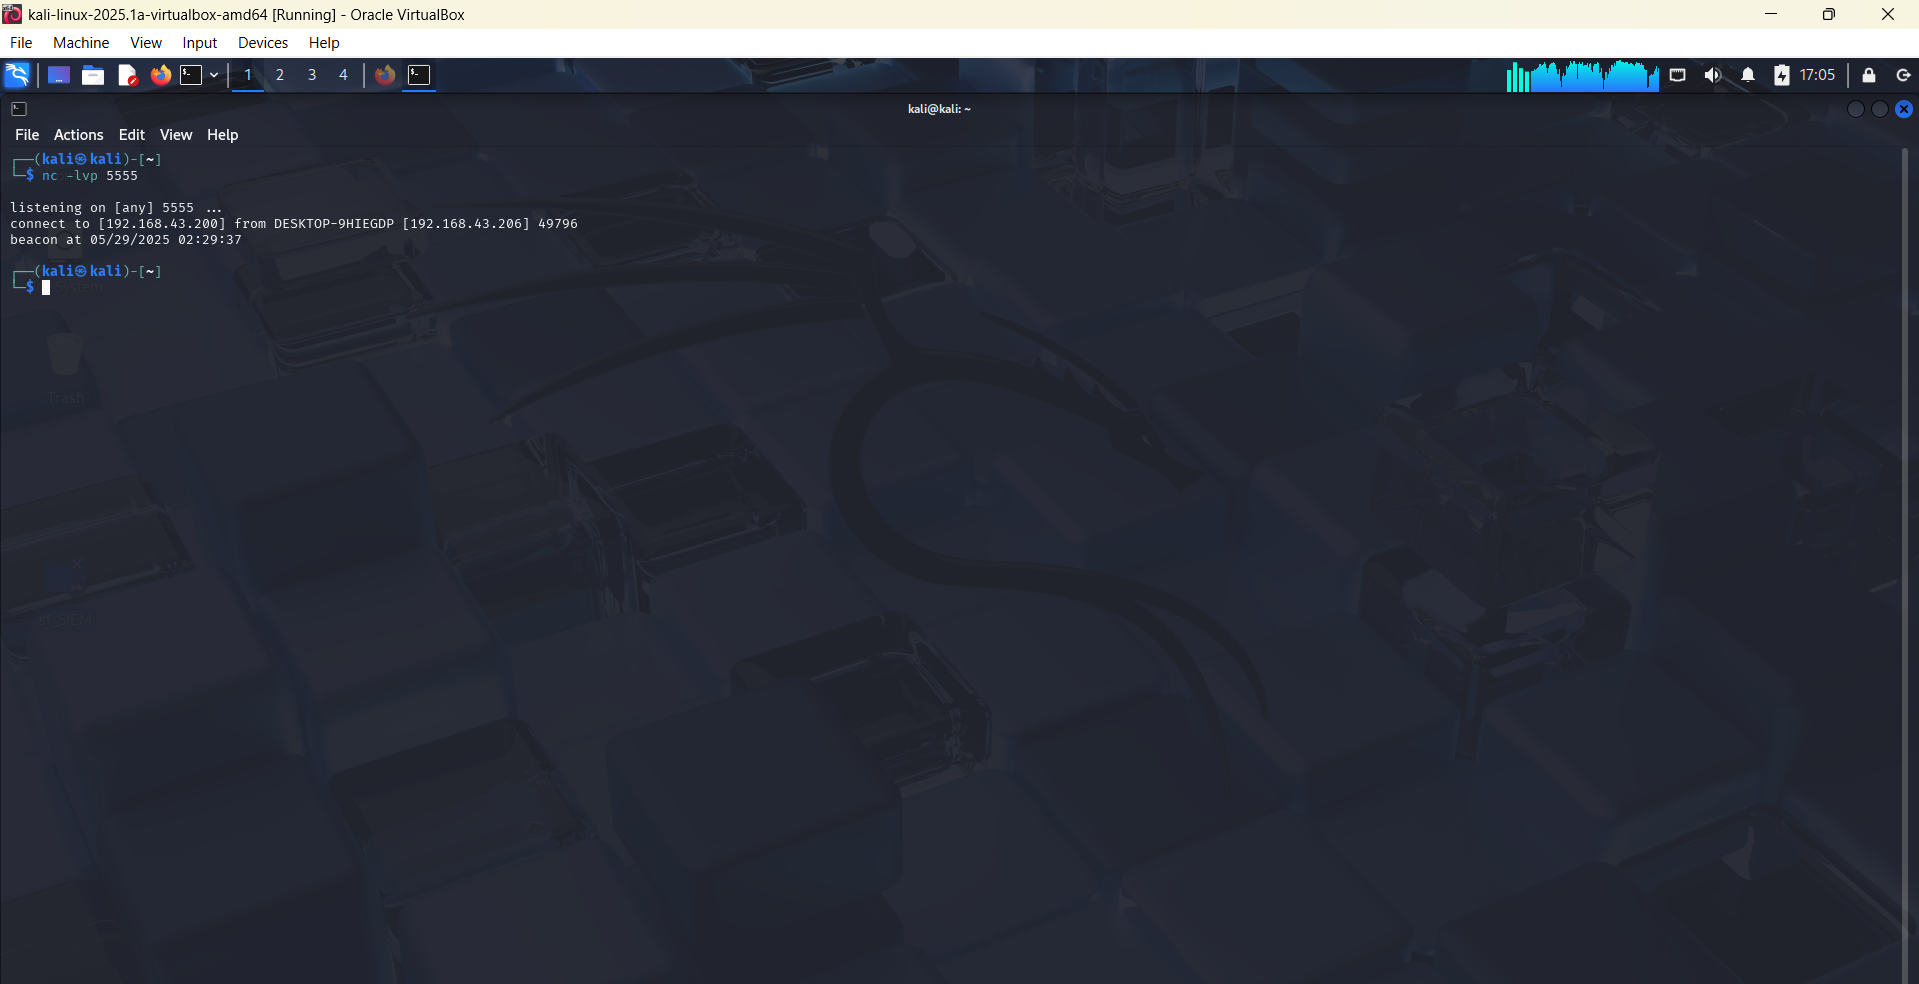 kali-linux-2025.1a-virtualbox-amd64 [Running] - Oracle VirtualBox
File Machine View Input Devices Help
1 2 3 4 17:05
kali@kali: ~
File Actions Edit View Help
┌──(kali㉿kali)-[~]
└─$ nc -lvp 5555
listening on [any] 5555 ...
connect to [192.168.43.200] from DESKTOP-9HIEGDP [192.168.43.206] 49796
beacon at 05/29/2025 02:29:37
┌──(kali㉿kali)-[~]
└─$
System
Trash